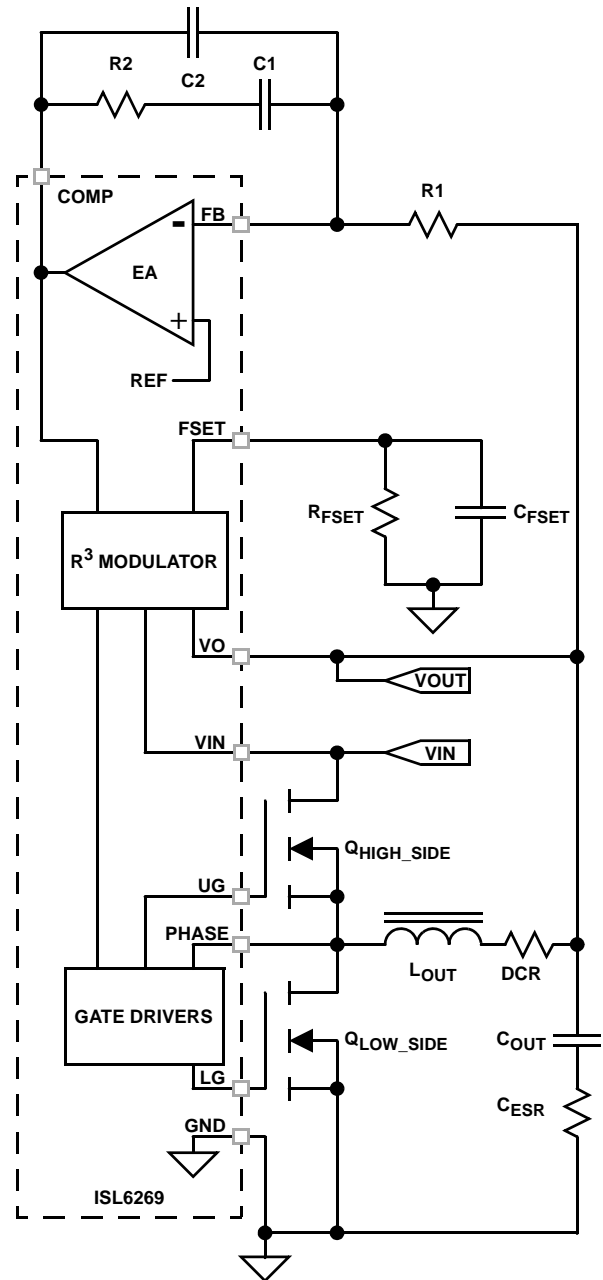 R2
C2
C1
COMP
FB
R1
-
EA
+
REF
FSET
RFSET
CFSET
R3 MODULATOR
VO
VOUT
VIN
VIN
QHIGH_SIDE
UG
PHASE
LOUT
DCR
GATE DRIVERS
QLOW_SIDE
COUT
LG
CESR
GND
ISL6269